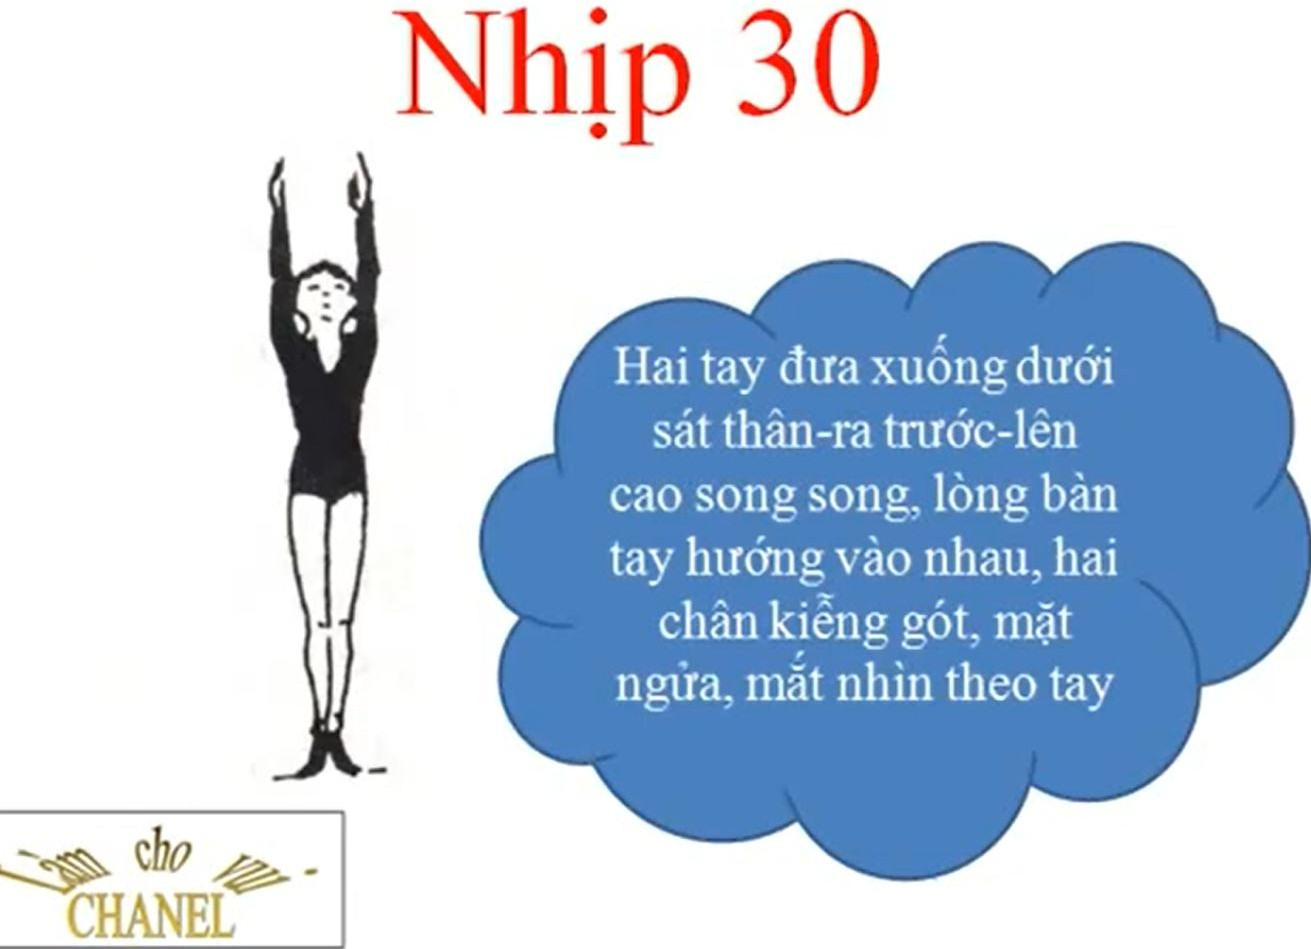 Nhịp 30
Hai tay đưa xuống dưới
sát thân-ra trước-lên
cao song song, lòng bàn
tay hướng vào nhau, hai
chân kiễng gót, mặt
ngửa, mắt nhìn theo tay
cho
CHANEL